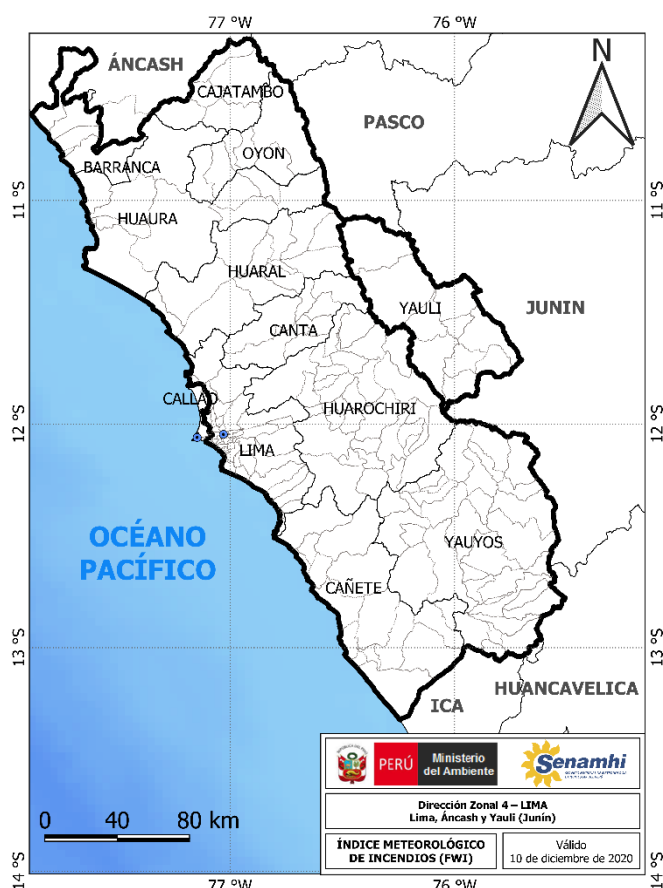 77 °W
76 °W
ÁNCASH
N
CAJATAMBO
PASCO
OYON
BARRANCA
11 °S
11 °S
HUAURA
HUARAL
YAULI
JUNIN
CANTA
CALLAO
HUAROCHIRI
12 °S
12 °S
LIMA
OCÉANO
PACÍFICO
YAUYOS
CAÑETE
13 °S
13 °S
HUANCAVELICA
ICA
PERÚ
Ministerio
del Ambiente
Senamhi
Dirección Zonal 4 – LIMA
Lima, Áncash y Yauli (Junín)
0 40 80 km
ÍNDICE METEOROLÓGICO
DE INCENDIOS (FWI)
Válido
10 de diciembre de 2020
14 °S
14 °S
77 °W
76 °W